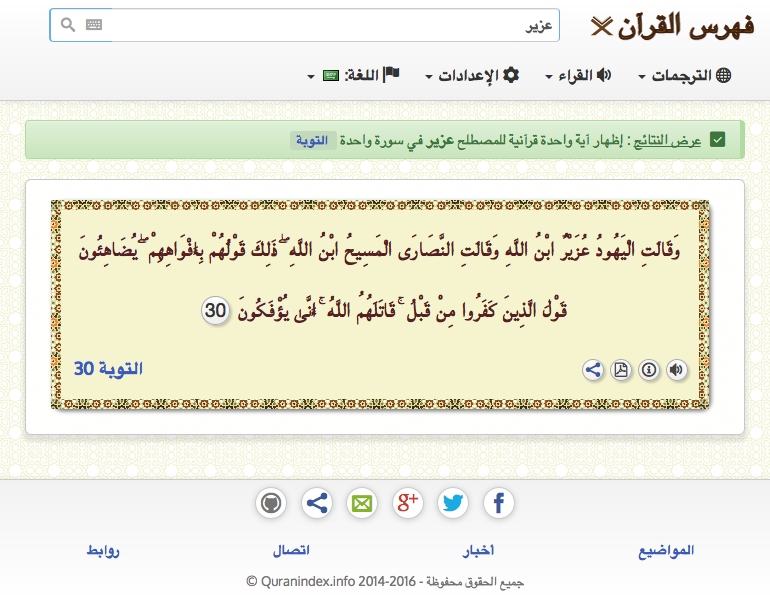 فهرس القرآن
عزير
الترجمات
القراء
الإعدادات
اللغة:
عرض النتائج : إظهار آية واحدة قرآنية للمصطلح عزير في سورة واحدة التوبة
وَقَالَتِ الْيَهُودُ عُزَيْرٌ ابْنُ اللَّهِ وَقَالَتِ النَّصَارَى الْمَسِيحُ ابْنُ اللَّهِ ۖ ذَٰلِكَ قَوْلُهُمْ بِأَفْوَاهِهِمْ ۖ يُضَاهِئُونَ
قَوْلَ الَّذِينَ كَفَرُوا مِنْ قَبْلُ ۚ قَاتَلَهُمُ اللَّهُ ۚ أَنَّىٰ يُؤْفَكُونَ 30
التوبة 30
g+
f
المواضيع
أخبار
اتصال
روابط
جميع الحقوق محفوظة - Quranindex.info 2014-2016 ©